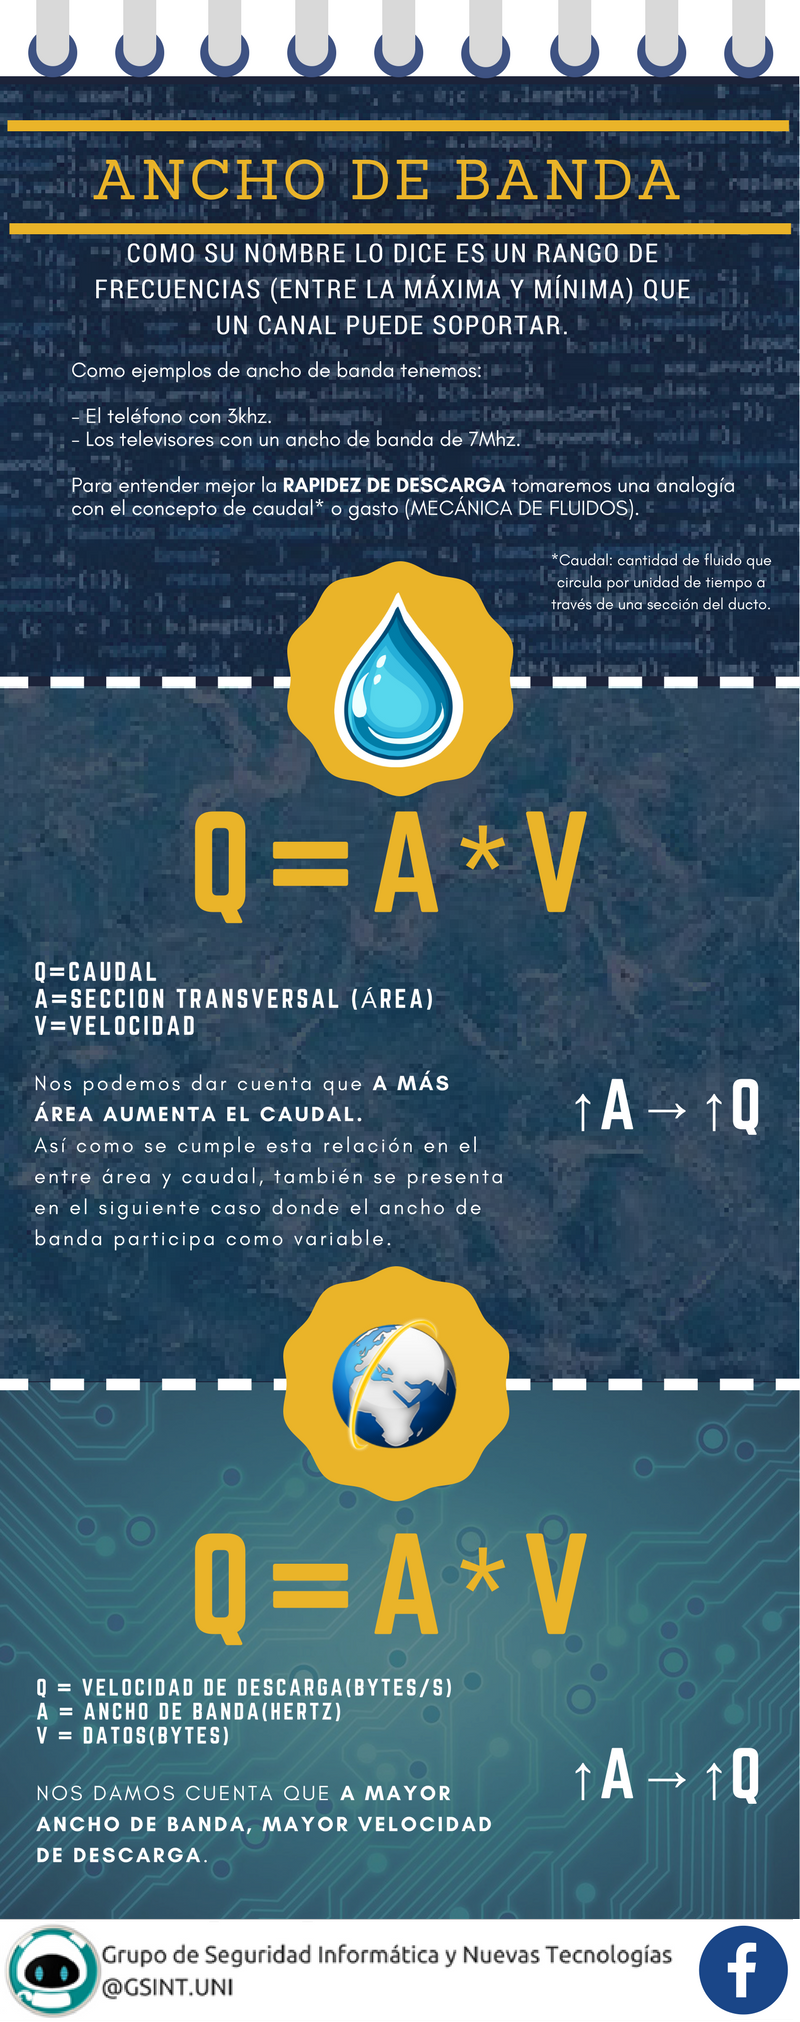 ANCHO DE BANDA
COMO SU NOMBRE LO DICE ES UN RANGO DE
FRECUENCIAS (ENTRE LA MÁXIMA Y MÍNIMA) QUE
UN CANAL PUEDE SOPORTAR.
Como ejemplos de ancho de banda tenemos:
- El teléfono con 3khz.
- Los televisores con un ancho de banda de 7Mhz.
Para entender mejor la RAPIDEZ DE DESCARGA tomaremos una analogía
con el concepto de caudal* o gasto (MECÁNICA DE FLUIDOS).
*Caudal: cantidad de fluido que
circula por unidad de tiempo a
través de una sección del ducto.
Q=A*V
Q=CAUDAL
A=SECCION TRANSVERSAL (ÁREA)
V=VELOCIDAD
Nos podemos dar cuenta que A MÁS
ÁREA AUMENTA EL CAUDAL.
Así como se cumple esta relación en el
entre área y caudal, también se presenta
en el siguiente caso donde el ancho de
banda participa como variable.
↑A→↑Q
Q=A*V
Q = VELOCIDAD DE DESCARGA(BYTES/S)
A = ANCHO DE BANDA(HERTZ)
V = DATOS(BYTES)
NOS DAMOS CUENTA QUE A MAYOR
ANCHO DE BANDA, MAYOR VELOCIDAD
DE DESCARGA.
↑A→↑Q
Grupo de Seguridad Informática y Nuevas Tecnologías
@GSINT.UNI